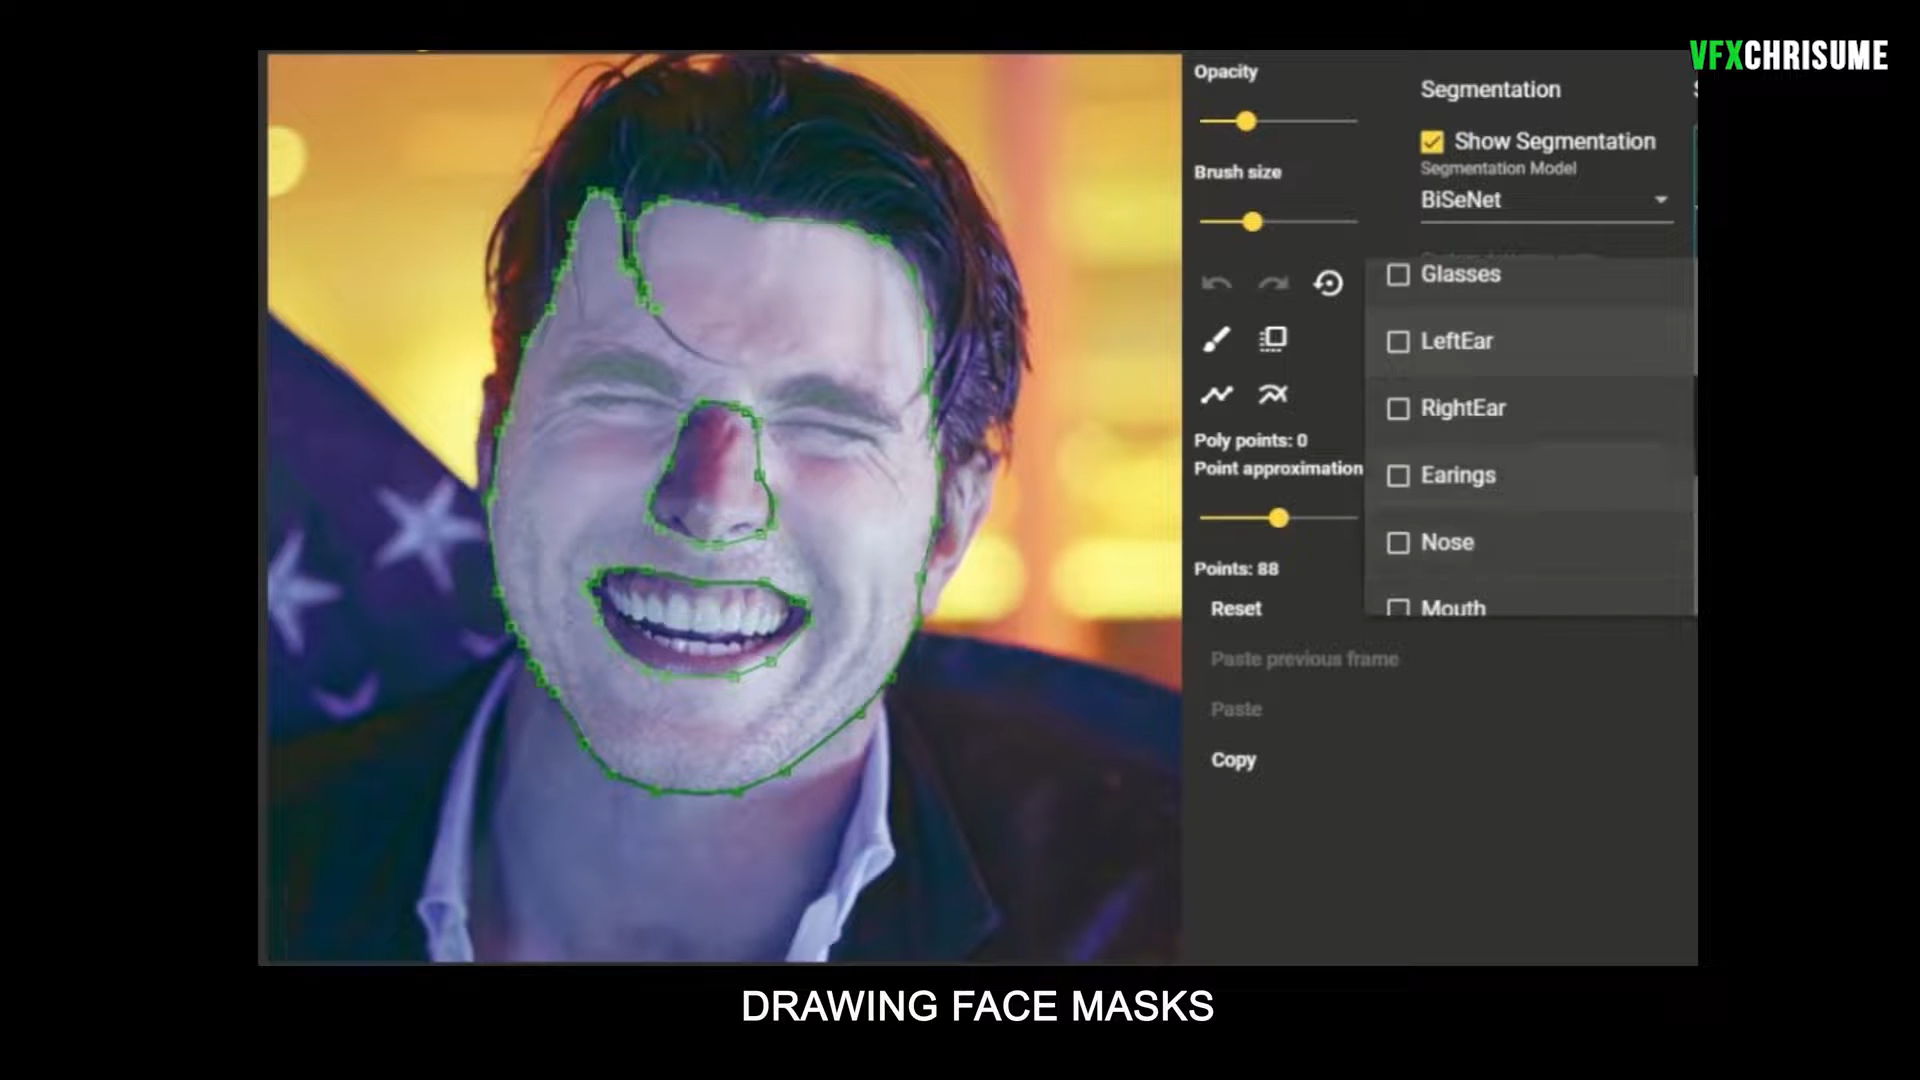 VFXCHRISUME
Opacity
Brush size
Poly points: 0
Point approximation
Points: 88
Reset
Paste previous frame
Paste
Copy
Segmentation
Show Segmentation
Segmentation Model
BiSeNet
Glasses
LeftEar
RightEar
Earings
Nose
Mouth
DRAWING FACE MASKS